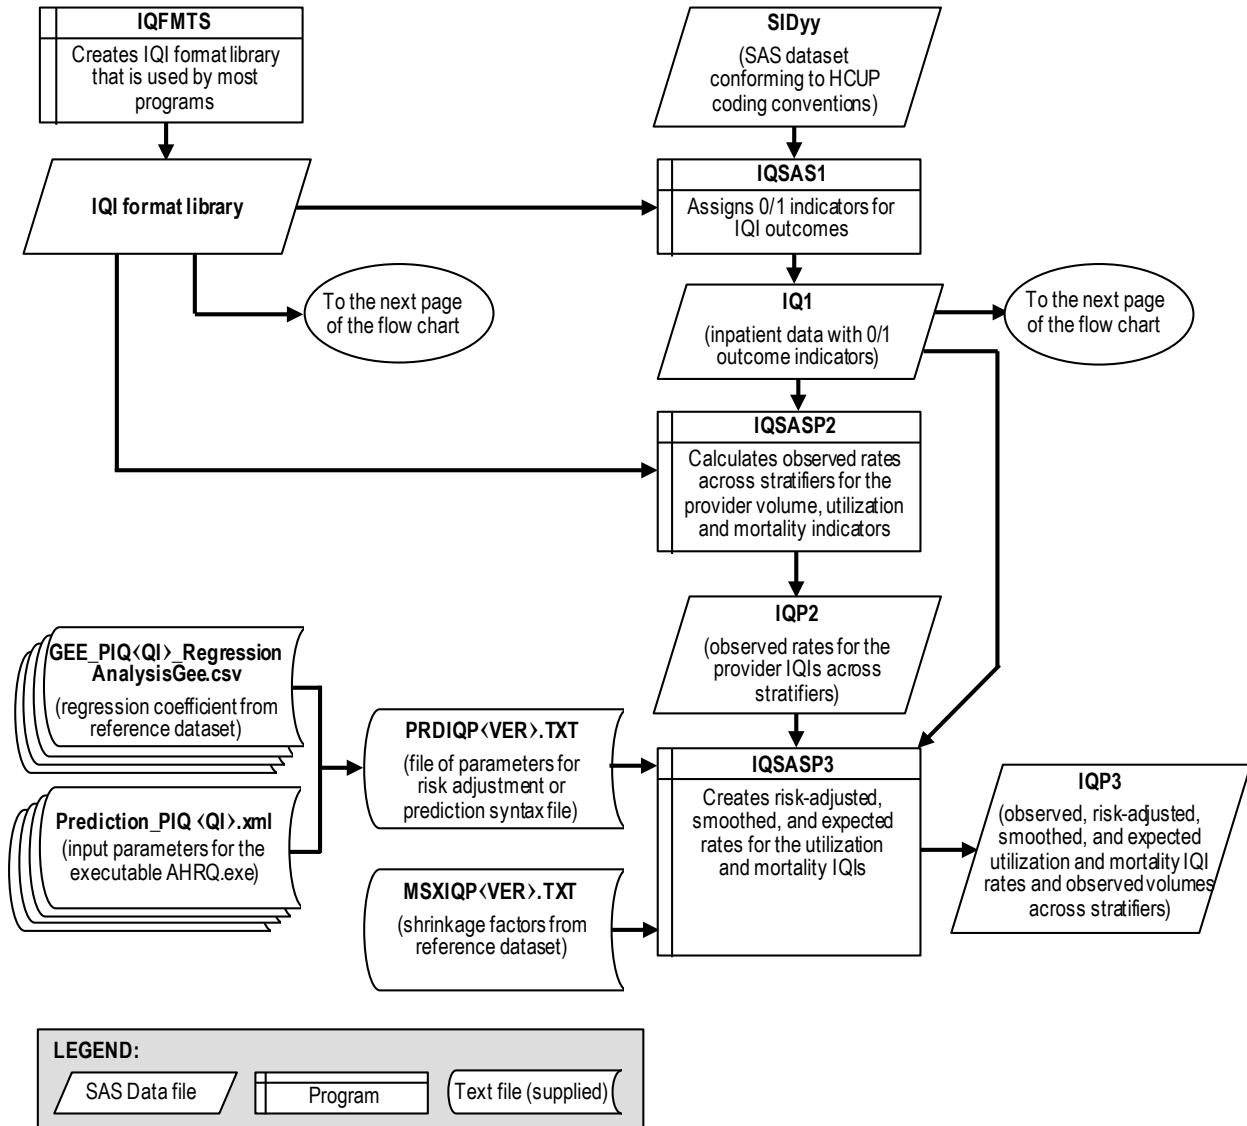 IQFMTS
Creates IQI format library
that is used by most
programs
SIDyy
(SAS dataset
conforming to HCUP
coding conventions)
IQI format library
IQSAS1
Assigns 0/1 indicators for
IQI outcomes
To the next page
of the flow chart
IQ1
(inpatient data with 0/1
outcome indicators)
To the next page
of the flow chart
IQSASP2
Calculates observed rates
across stratifiers for the
provider volume, utilization
and mortality indicators
IQP2
(observed rates for the
provider IQIs across
stratifiers)
GEE_PIQ<QI>_Regression
AnalysisGee.csv
(regression coefficient from
reference dataset)
Prediction_PIQ <QI>.xml
(input parameters for the
executable AHRQ.exe)
PRDIQP<VER>.TXT
(file of parameters for
risk adjustment or
prediction syntax file)
MSXIQP<VER>.TXT
(shrinkage factors from
reference dataset)
IQSASP3
Creates risk-adjusted,
smoothed, and expected
rates for the utilization
and mortality IQIs
IQP3
(observed, risk-adjusted,
smoothed, and expected
utilization and mortality IQI
rates and observed volumes
across stratifiers)
LEGEND:
SAS Data file
Program
Text file (supplied)